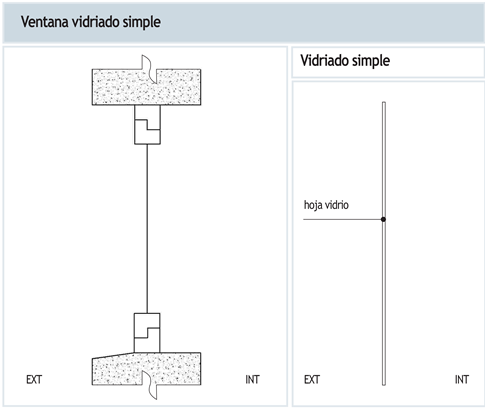 Ventana vidriado simple
Vidriado simple
hoja vidrio
EXT
INT
EXT
INT